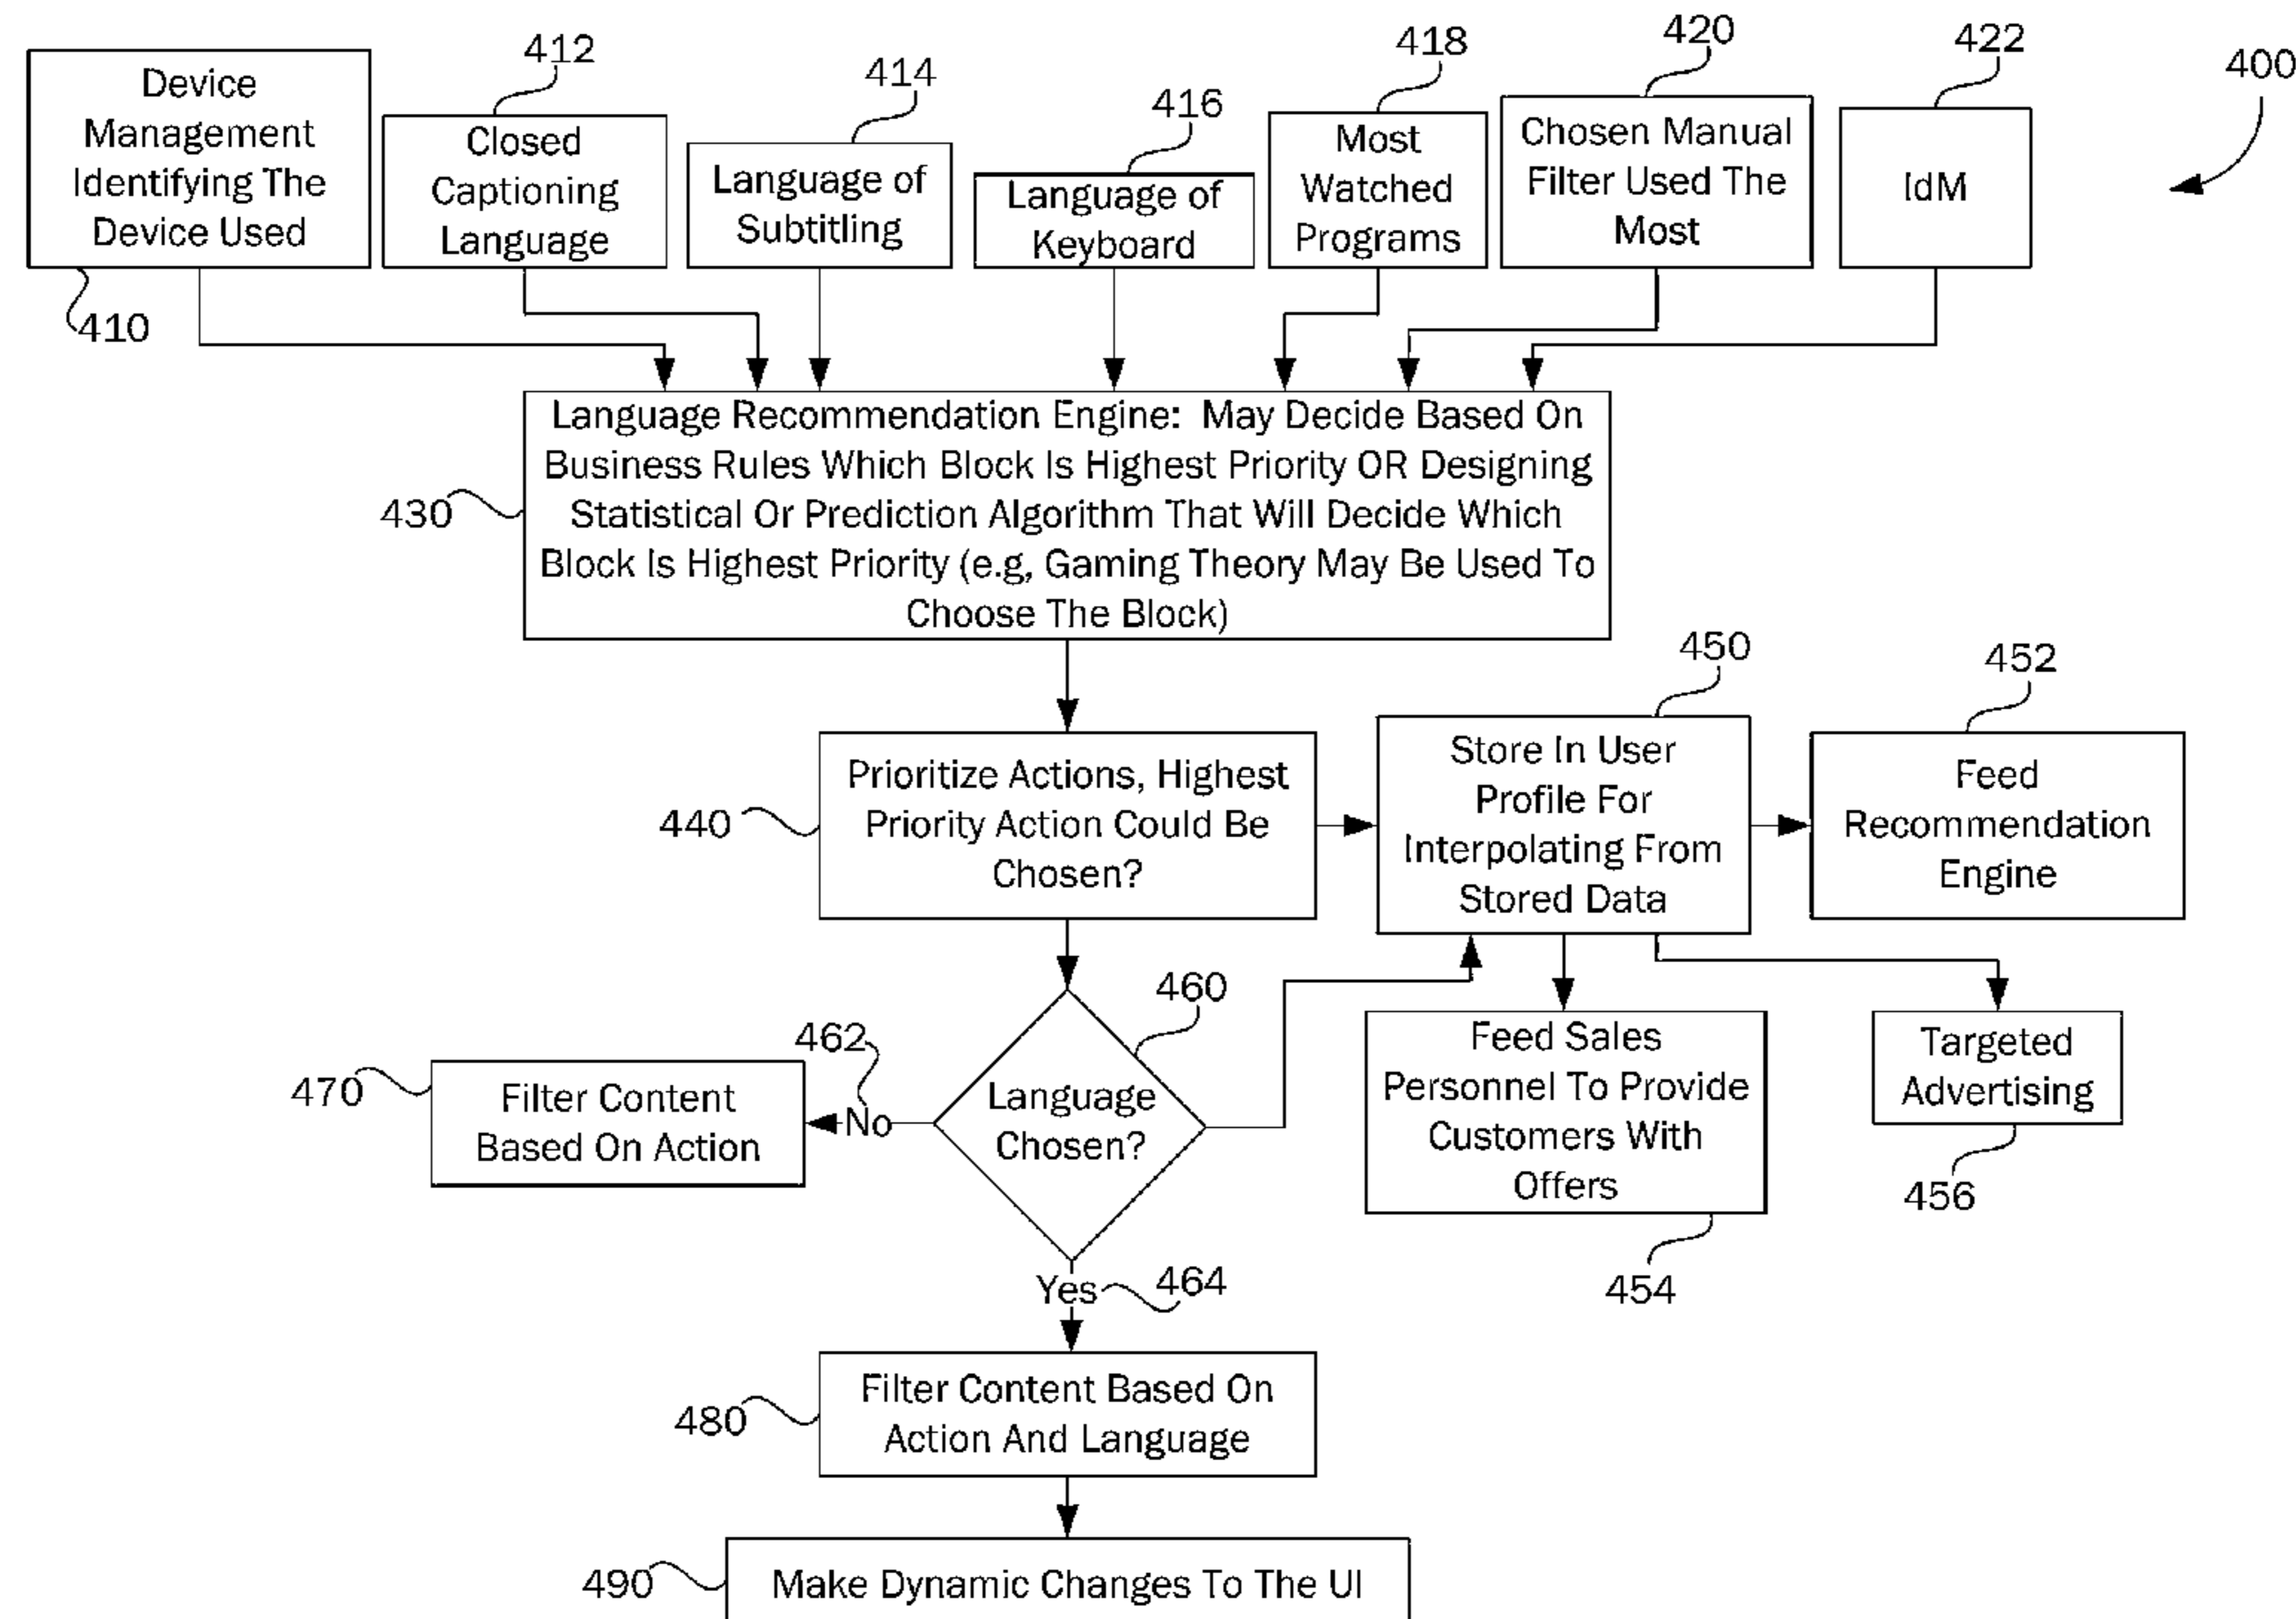 400
410
Device
Management
Identifying The
Device Used
412
Closed
Captioning
Language
414
Language of
Subtitling
416
Language of
Keyboard
418
Most
Watched
Programs
420
Chosen Manual
Filter Used The
Most
422
IdM
430
Language Recommendation Engine: May Decide Based On
Business Rules Which Block Is Highest Priority OR Designing
Statistical Or Prediction Algorithm That Will Decide Which
Block Is Highest Priority (e.g, Gaming Theory May Be Used To
Choose The Block)
440
Prioritize Actions, Highest
Priority Action Could Be
Chosen?
450
Store In User
Profile For
Interpolating From
Stored Data
452
Feed
Recommendation
Engine
460
Language
Chosen?
462
No
470
Filter Content
Based On Action
454
Feed Sales
Personnel To Provide
Customers With
Offers
456
Targeted
Advertising
Yes
464
480
Filter Content Based On
Action And Language
490
Make Dynamic Changes To The UI